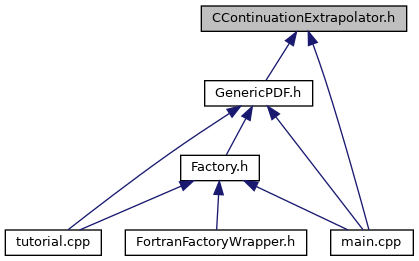 CContinuationExtrapolator.h
GenericPDF.h
Factory.h
tutorial.cpp
FortranFactoryWrapper.h
main.cpp